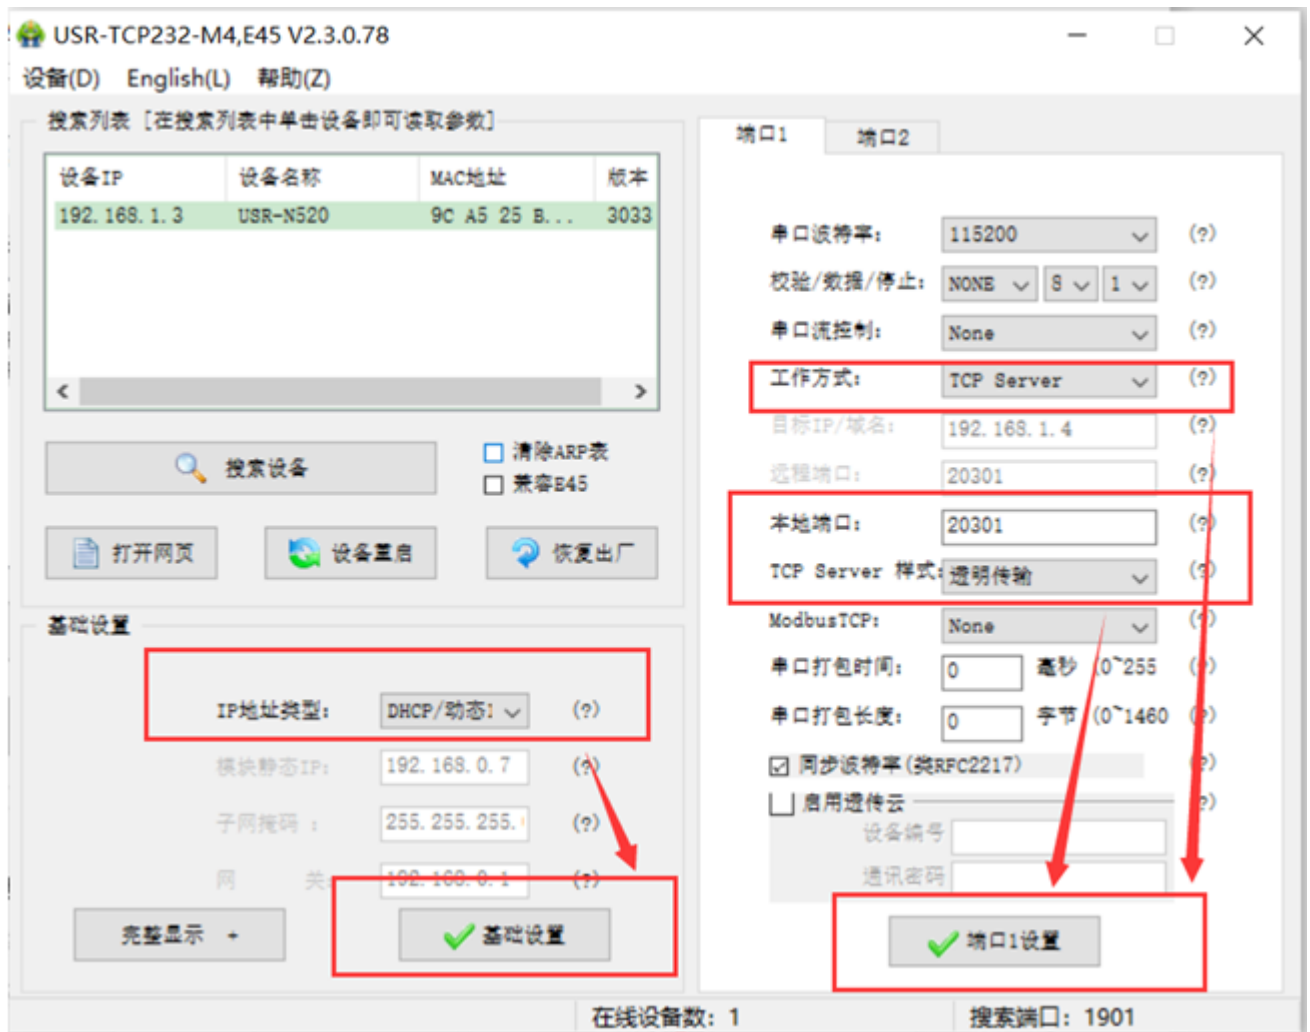 USR-TCP232-M4,E45 V2.3.0.78
设备(D) English(L) 帮助(Z)
搜索列表 [在搜索列表中单击设备即可读取参数]
设备IP 设备名称 MAC地址 版本
192.168.1.3 USR-N520 9C A5 25 B... 3033
搜索设备
清除ARP表
兼容E45
打开网页 设备重启 恢复出厂
基础设置
IP地址类型: DHCP/动态I (?)
模块静态IP: 192.168.0.7 (?)
子网掩码 : 255.255.255. (?)
网 关: 192.168.0.1 (?)
完整显示 + 基础设置
端口1 端口2
串口波特率: 115200 (?)
校验/数据/停止: NONE 8 1 (?)
串口流控制: None (?)
工作方式: TCP Server (?)
目标IP/域名: 192.168.1.4 (?)
远程端口: 20301 (?)
本地端口: 20301 (?)
TCP Server 样式: 透明传输 (?)
ModbusTCP: None (?)
串口打包时间: 0 毫秒 (0~255 (?)
串口打包长度: 0 字节 (0~1460 (?)
同步波特率(类RFC2217) (?)
启用透传云 (?)
设备编号
通讯密码
端口1设置
在线设备数: 1 搜索端口: 1901